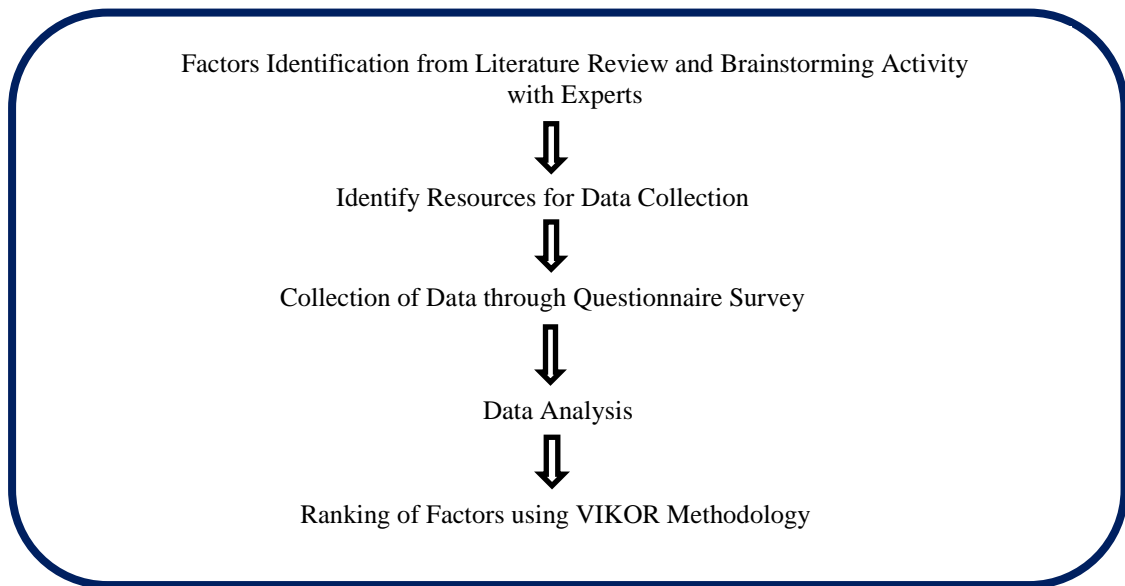 Factors Identification from Literature Review and Brainstorming Activity
with Experts
Identify Resources for Data Collection
Collection of Data through Questionnaire Survey
Data Analysis
Ranking of Factors using VIKOR Methodology